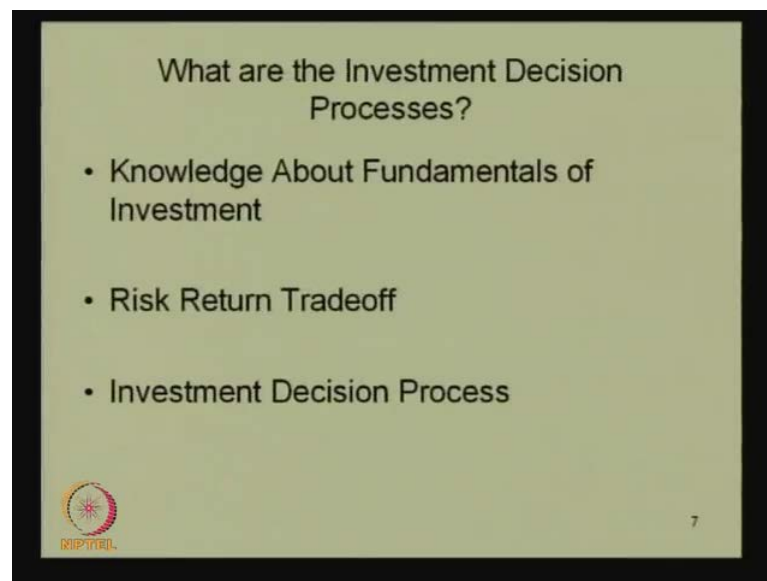 What are the Investment Decision
Processes?
• Knowledge About Fundamentals of
Investment
• Risk Return Tradeoff
• Investment Decision Process
NPTEL
7